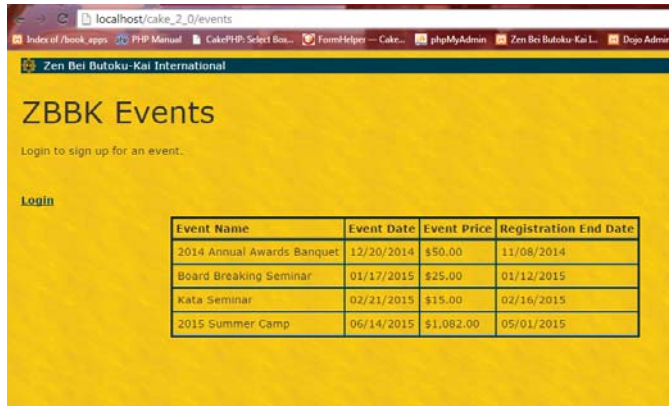 localhost/cake_2_0/events
Index of /book_apps PHP Manual CakePHP: Select Box... FormHelper — Cake... phpMyAdmin Zen Bei Butoku-Kai I... Dojo Admin
Zen Bei Butoku-Kai International
ZBBK Events
Login to sign up for an event.
Login
Event Name Event Date Event Price Registration End Date
2014 Annual Awards Banquet 12/20/2014 $50.00 11/08/2014
Board Breaking Seminar 01/17/2015 $25.00 01/12/2015
Kata Seminar 02/21/2015 $15.00 02/16/2015
2015 Summer Camp 06/14/2015 $1,082.00 05/01/2015